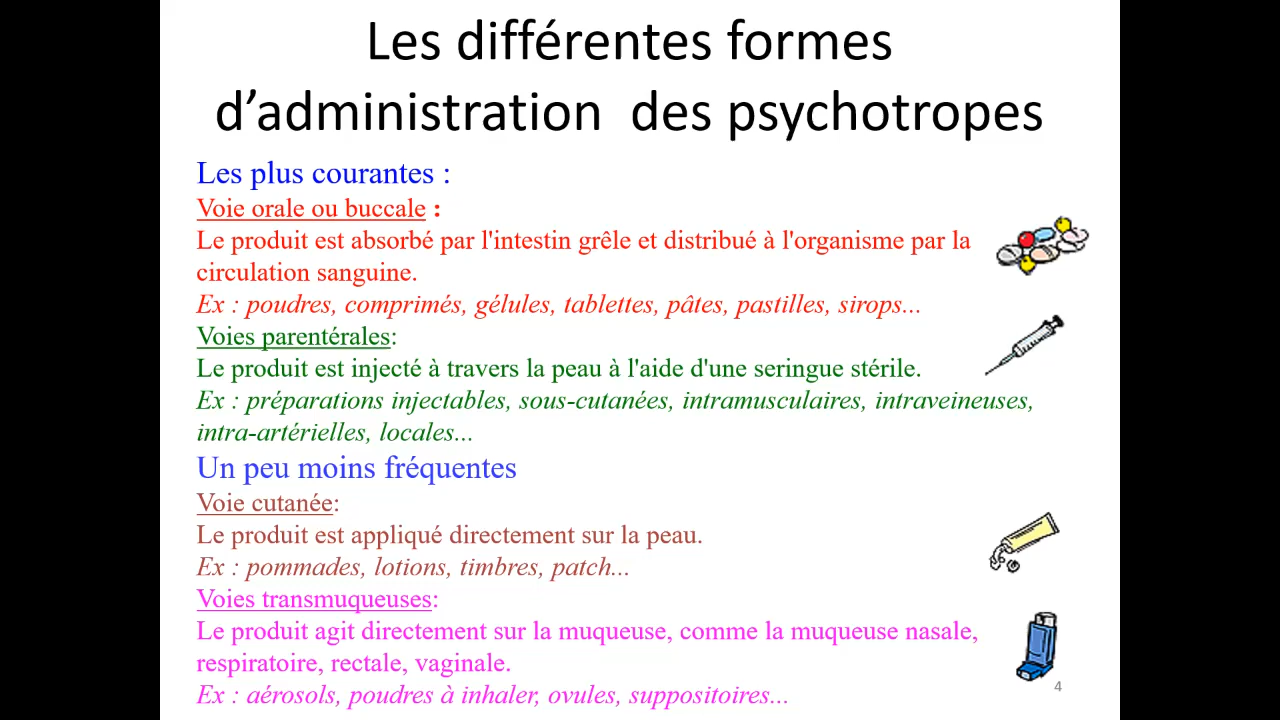 Les différentes formes
d’administration des psychotropes
Les plus courantes :
Voie orale ou buccale :
Le produit est absorbé par l'intestin grêle et distribué à l'organisme par la
circulation sanguine.
Ex : poudres, comprimés, gélules, tablettes, pâtes, pastilles, sirops...
Voies parentérales:
Le produit est injecté à travers la peau à l'aide d'une seringue stérile.
Ex : préparations injectables, sous-cutanées, intramusculaires, intraveineuses,
intra-artérielles, locales...
Un peu moins fréquentes
Voie cutanée:
Le produit est appliqué directement sur la peau.
Ex : pommades, lotions, timbres, patch...
Voies transmuqueuses:
Le produit agit directement sur la muqueuse, comme la muqueuse nasale,
respiratoire, rectale, vaginale.
Ex : aérosols, poudres à inhaler, ovules, suppositoires...
4